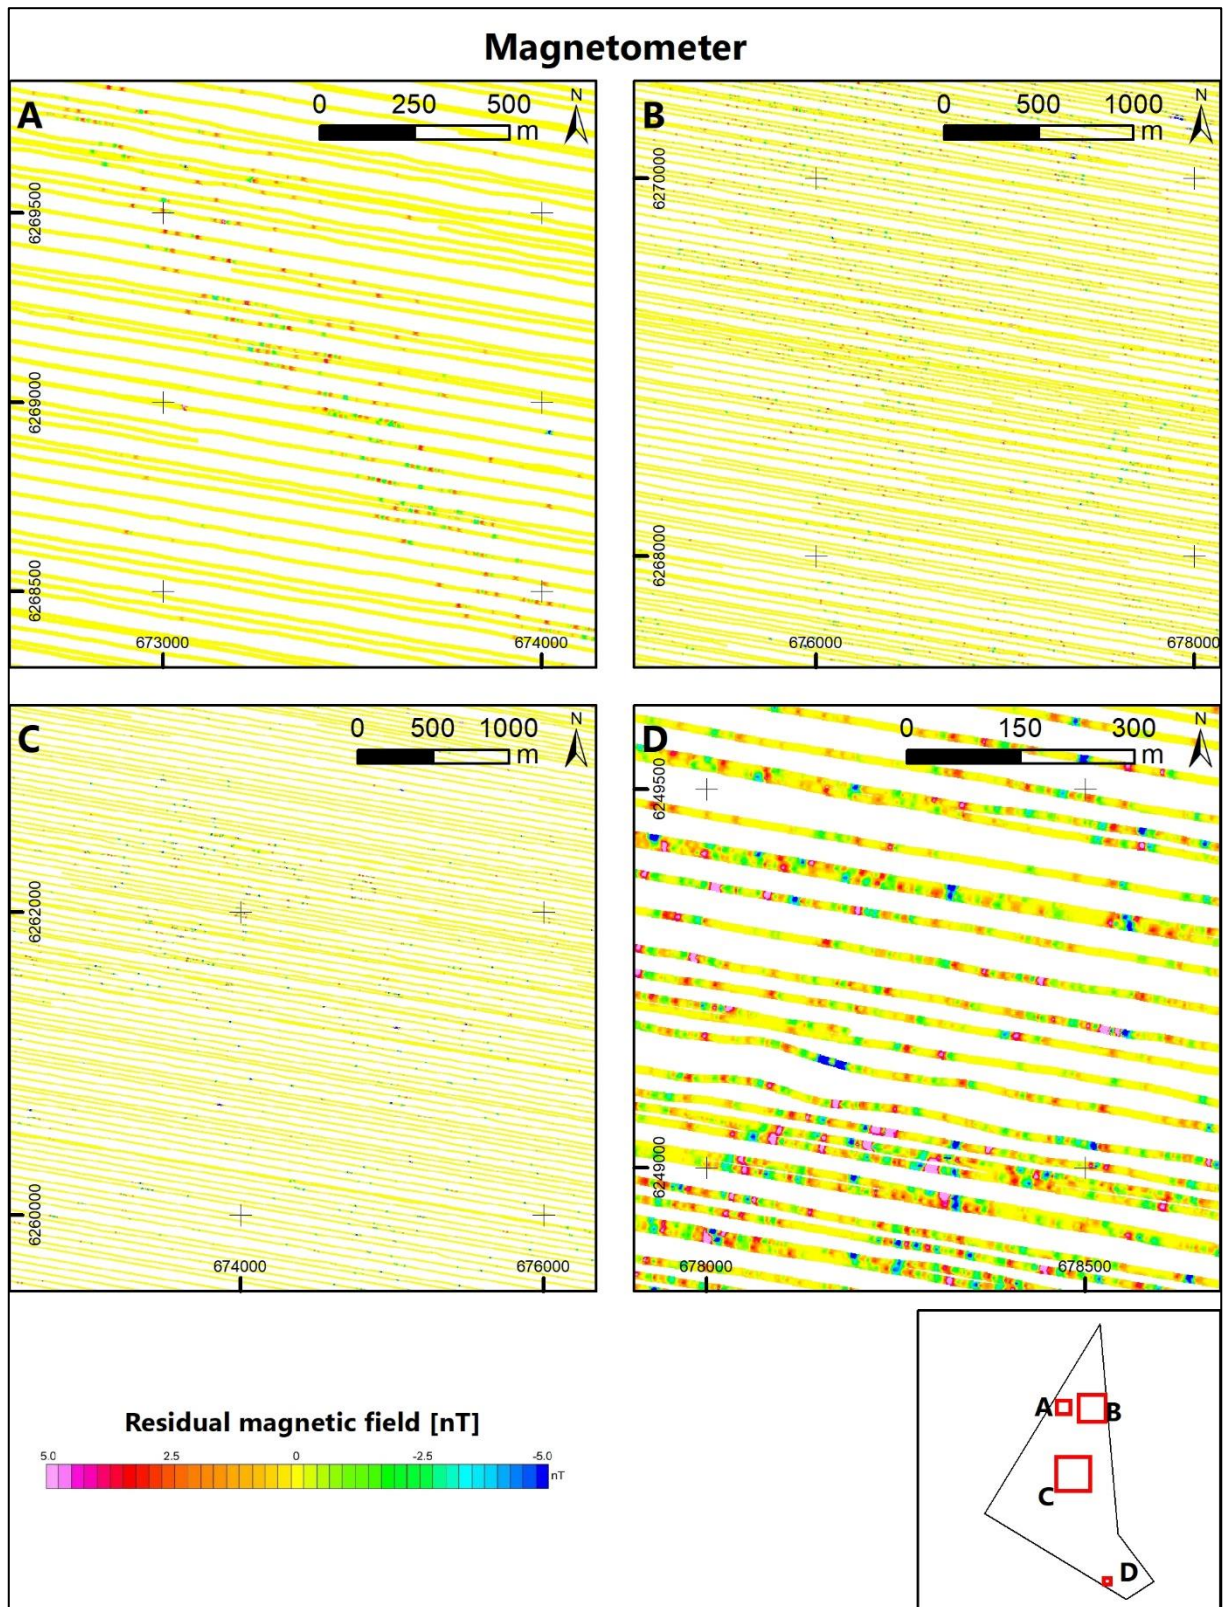 Magnetometer
A
0 250 500
m
N
6269500
6269000
6268500
673000 674000
B
0 500 1000
m
N
6270000
6268000
676000 678000
C
0 500 1000
m
N
6262000
6260000
674000 676000
D
0 150 300
m
N
6249500
6249000
678000 678500
Residual magnetic field [nT]
5.0 2.5 0 -2.5 -5.0
nT
A
B
C
D